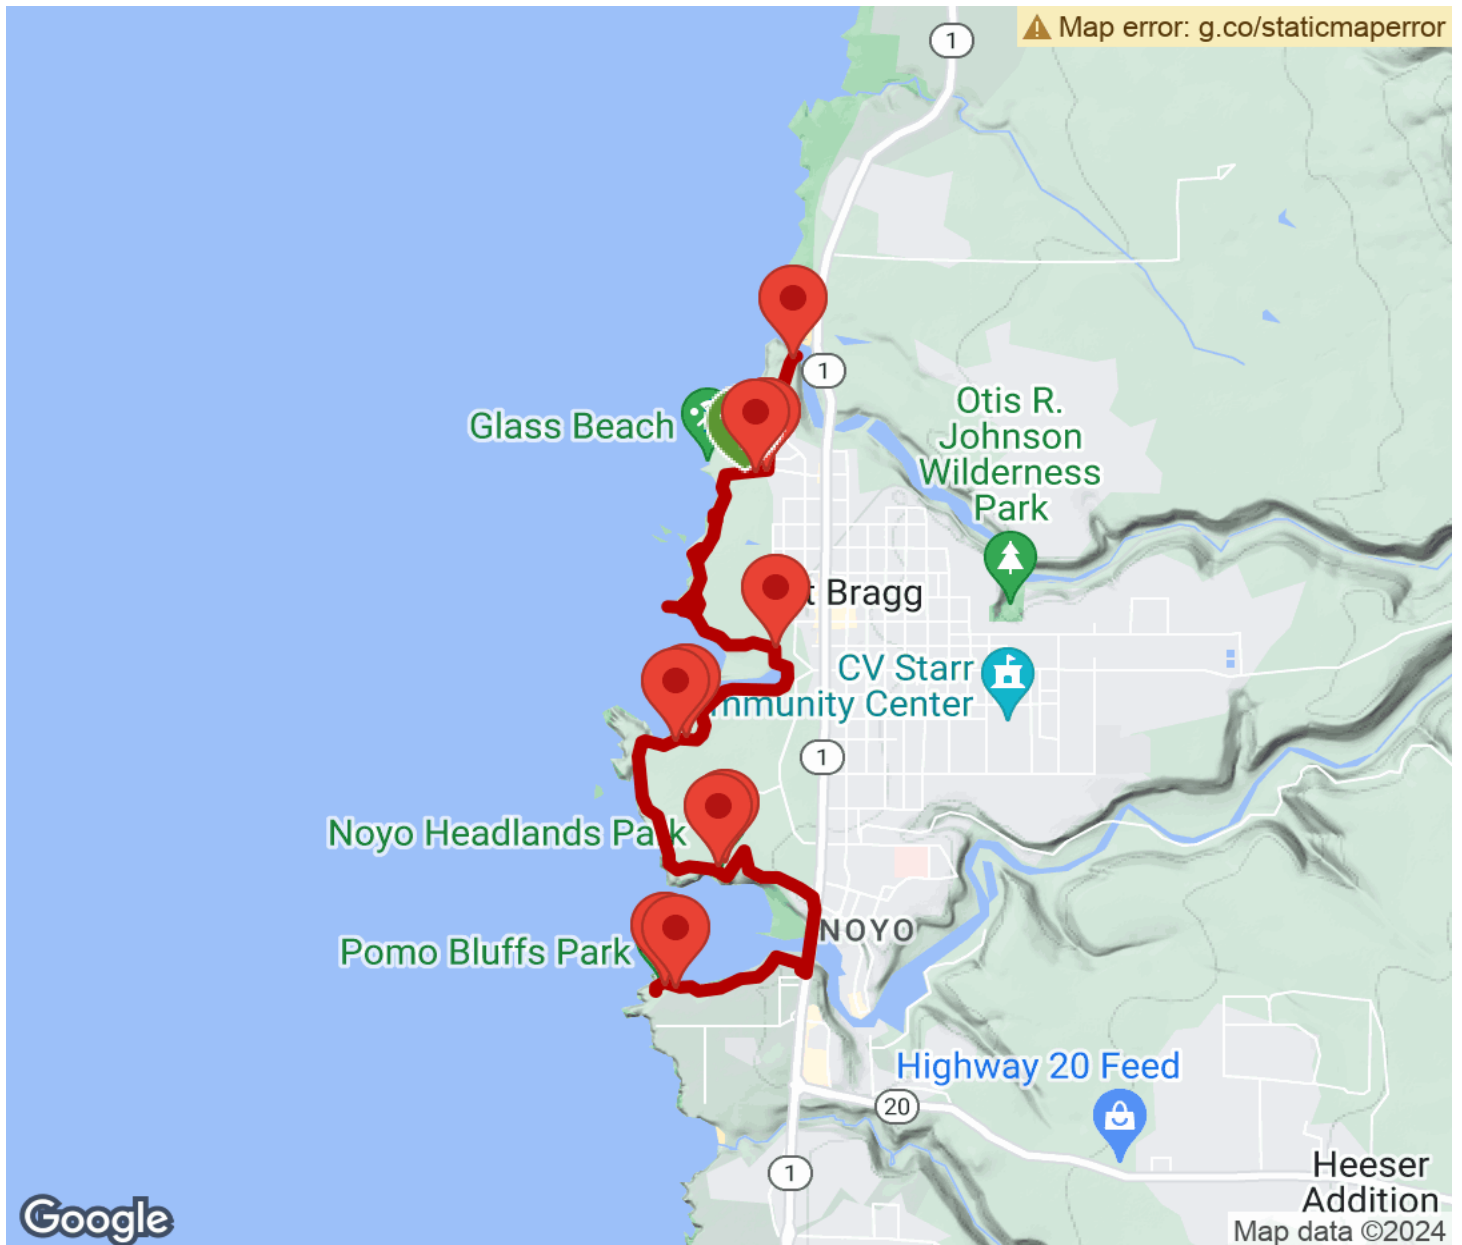 1
Map error: g.co/staticmaperror
1
Glass Beach
Otis R.
Johnson
Wilderness
Park
t Bragg
CV Starr
mmunity Center
1
Noyo Headlands Park
NOYO
Pomo Bluffs Park
Highway 20 Feed
20
1
Heeser
Addition
Google
Map data ©2024